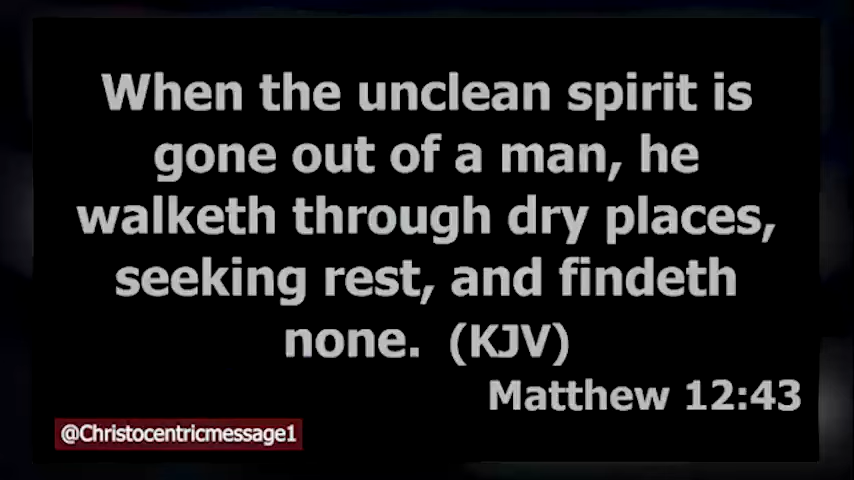 When the unclean spirit is
gone out of a man, he
walketh through dry places,
seeking rest, and findeth
none. (KJV)
Matthew 12:43
@Christocentricmessage1